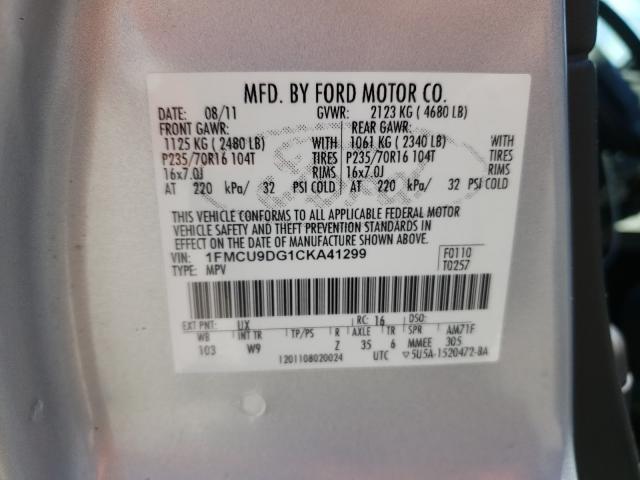 MFD. BY FORD MOTOR CO.
DATE: 08/11 GVWR: 2123 KG ( 4680 LB)
FRONT GAWR: REAR GAWR:
1125 KG ( 2480 LB) WITH 1061 KG ( 2340 LB) WITH
P235/70R16 104T TIRES P235/70R16 104T TIRES
16x7.0J RIMS 16x7.0J RIMS
AT 220 kPa/ 32 PSI COLD AT 220 kPa/ 32 PSI COLD
THIS VEHICLE CONFORMS TO ALL APPLICABLE FEDERAL MOTOR
VEHICLE SAFETY AND THEFT PREVENTION STANDARDS IN
EFFECT ON THE DATE OF MANUFACTURE SHOWN ABOVE.
VIN: 1FMCU9DG1CKA41299 F0110
TYPE: MPV T0257
EXT PNT: UX RC: 16 DSO:
WB INT TR TP/PS R AXLE TR SPR AM71F
103 W9 Z 35 6 MMEE 305
1201108020024 UTC ▽5U5A-1520472-BA